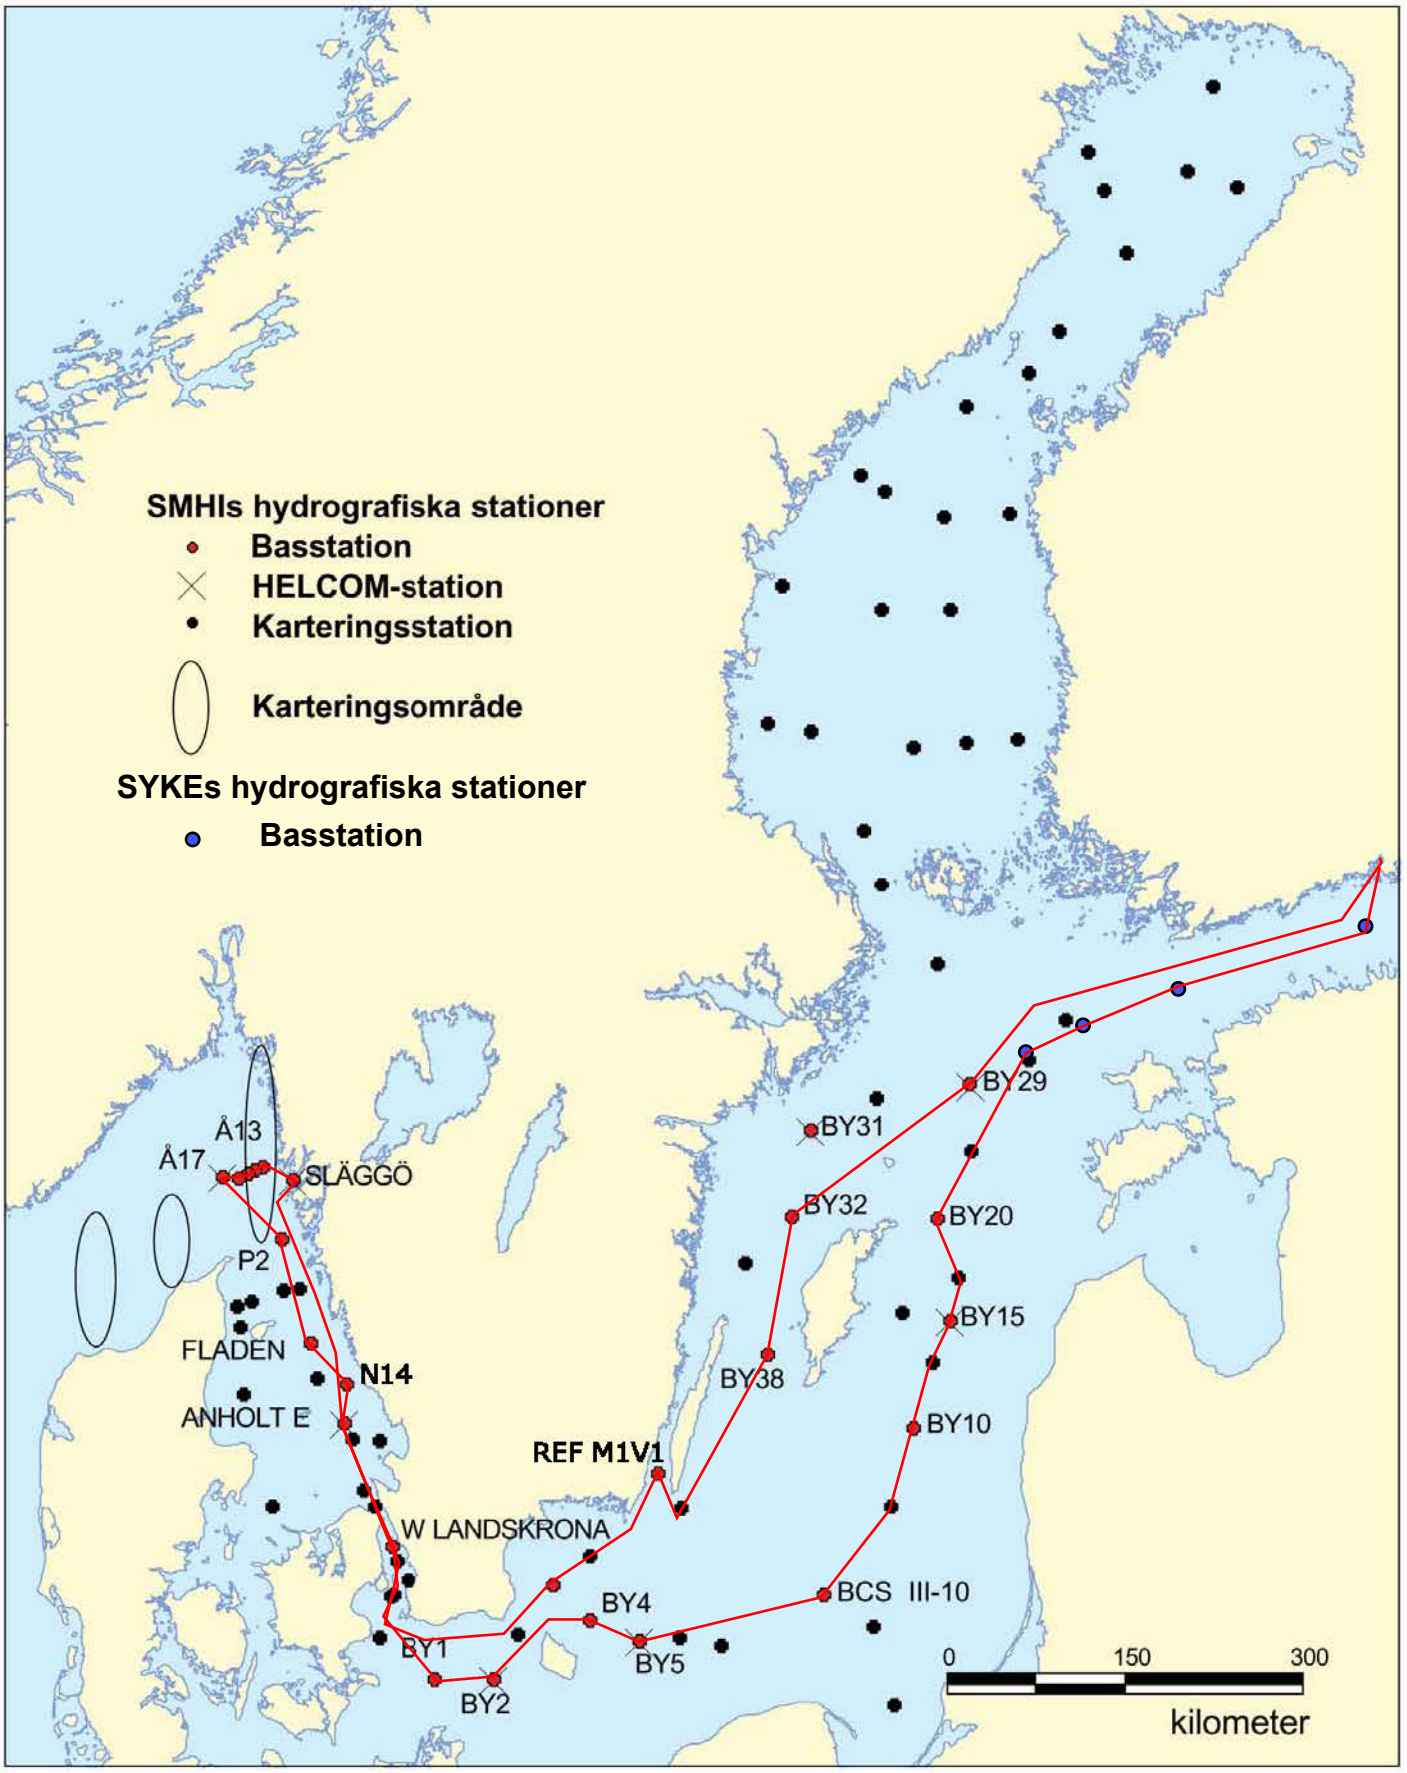 SMHIs hydrografiska stationer
Basstation
HELCOM-station
Karteringsstation
Karteringsområde
SYKEs hydrografiska stationer
Basstation
BY29
Å13
BY31
Å17
SLÄGGÖ
BY32
BY20
P2
BY15
FLADEN
N14
BY38
ANHOLT E
BY10
REF M1V1
W LANDSKRONA
BCS III-10
BY4
BY1
BY5
BY2
0 150 300
kilometer